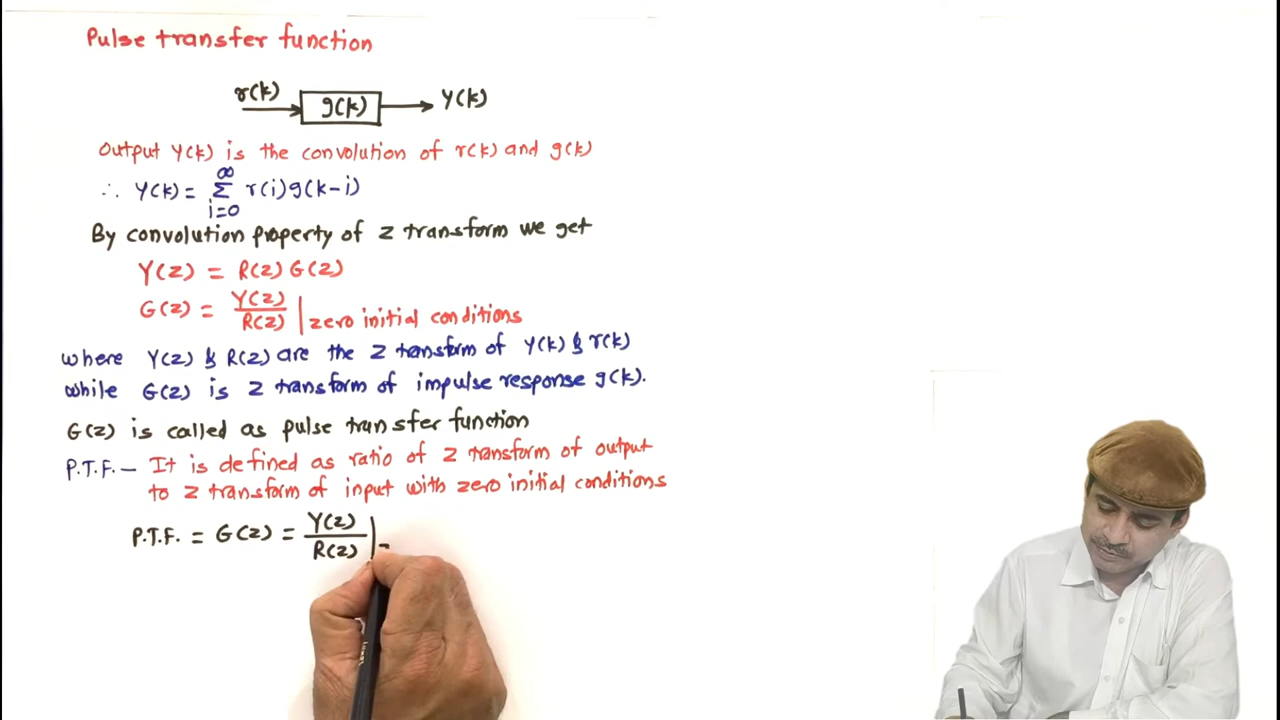 Pulse transfer function
r(k) g(k) Y(k)
Output Y(k) is the convolution of r(k) and g(k)
∴ Y(k) = ∞ Σ i=0 r(i)g(k-i)
By convolution property of z transform we get
Y(z) = R(z) G(z)
G(z) = Y(z)/R(z) | zero initial conditions
where Y(z) & R(z) are the z transform of Y(k) & r(k)
while G(z) is z transform of impulse response g(k).
G(z) is called as pulse transfer function
P.T.F. – It is defined as ratio of z transform of output
to z transform of input with zero initial conditions
P.T.F. = G(z) = Y(z)/R(z) |